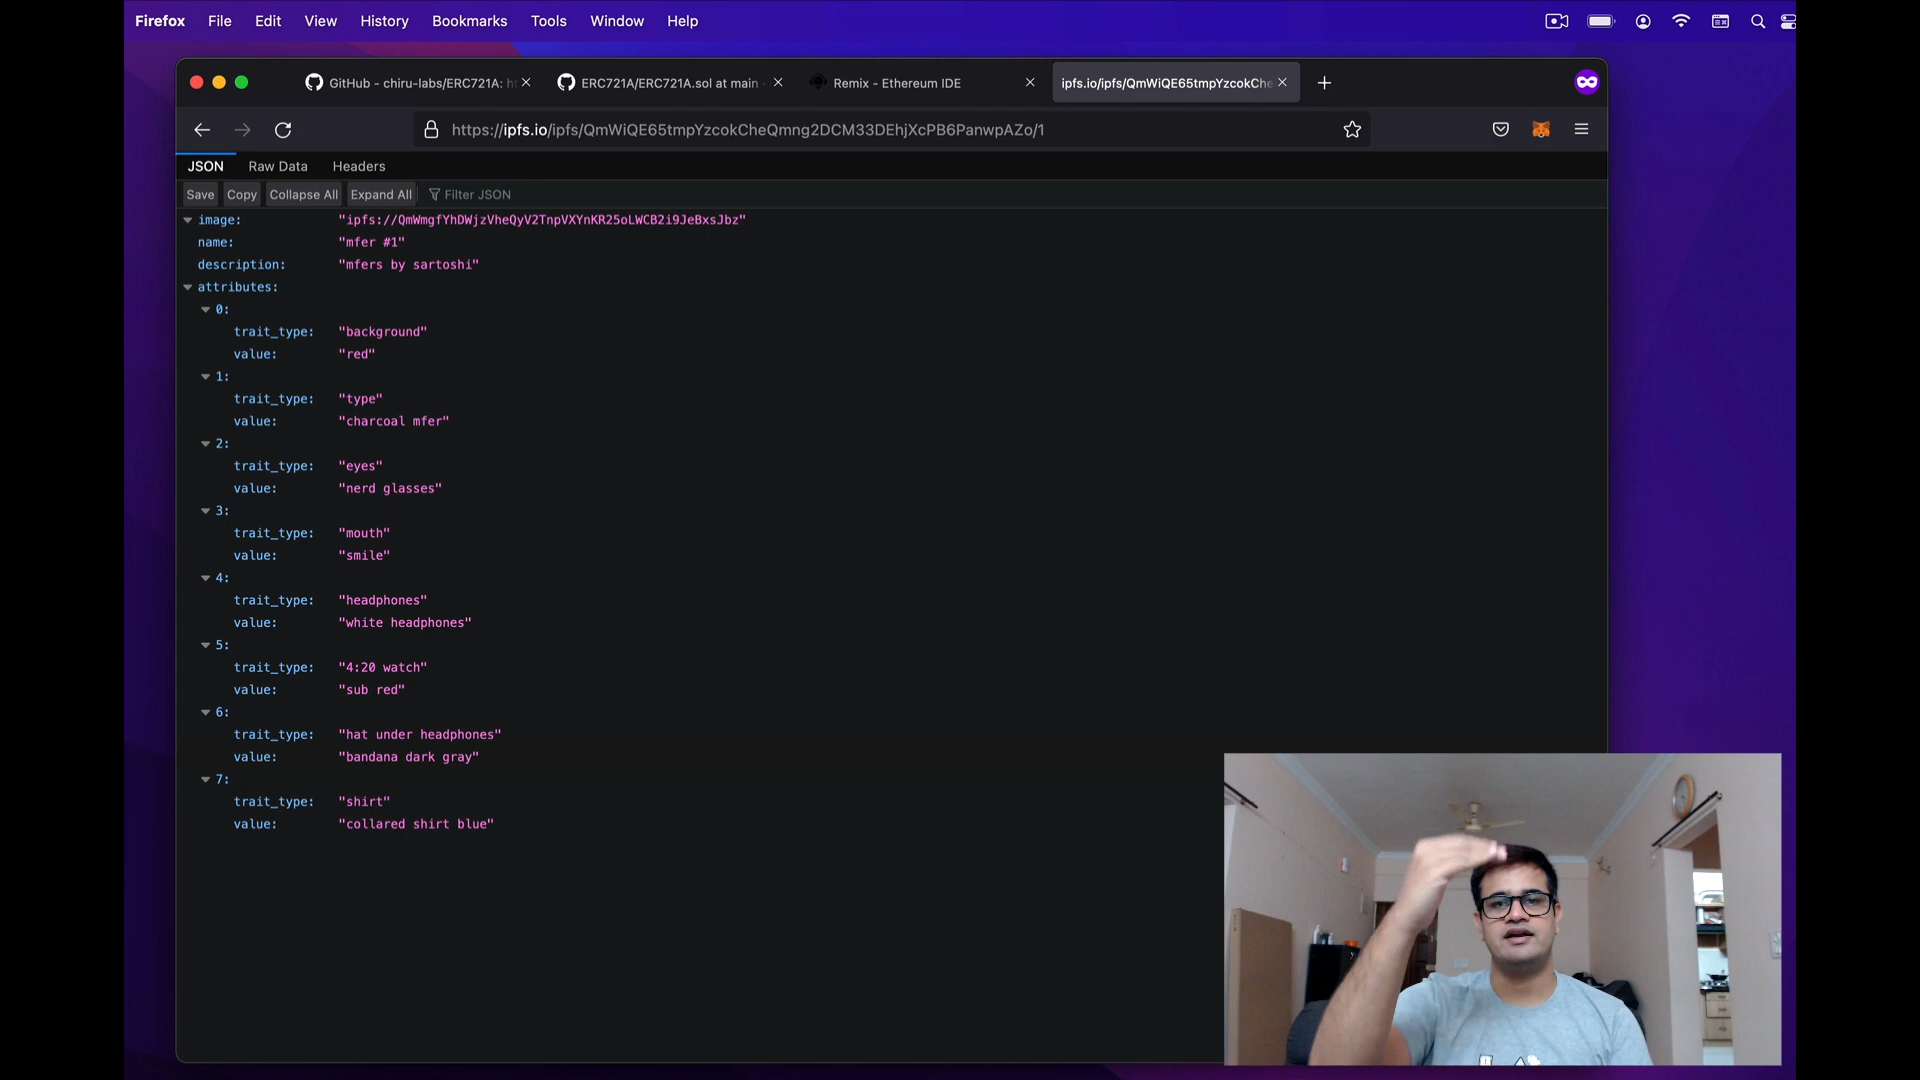 Firefox File Edit View History Bookmarks Tools Window Help
GitHub - chiru-labs/ERC721A: h
ERC721A/ERC721A.sol at main
Remix - Ethereum IDE
ipfs.io/ipfs/QmWiQE65tmpYzcokChe
https://ipfs.io/ipfs/QmWiQE65tmpYzcokCheQmng2DCM33DEhjXcPB6PanwpAZo/1
JSON Raw Data Headers
Save Copy Collapse All Expand All Filter JSON
image: "ipfs://QmWmgfYhDWjzVheQyV2TnpVXYnKR25oLWCB2i9JeBxsJbz"
name: "mfer #1"
description: "mfers by sartoshi"
attributes:
0:
trait_type: "background"
value: "red"
1:
trait_type: "type"
value: "charcoal mfer"
2:
trait_type: "eyes"
value: "nerd glasses"
3:
trait_type: "mouth"
value: "smile"
4:
trait_type: "headphones"
value: "white headphones"
5:
trait_type: "4:20 watch"
value: "sub red"
6:
trait_type: "hat under headphones"
value: "bandana dark gray"
7:
trait_type: "shirt"
value: "collared shirt blue"